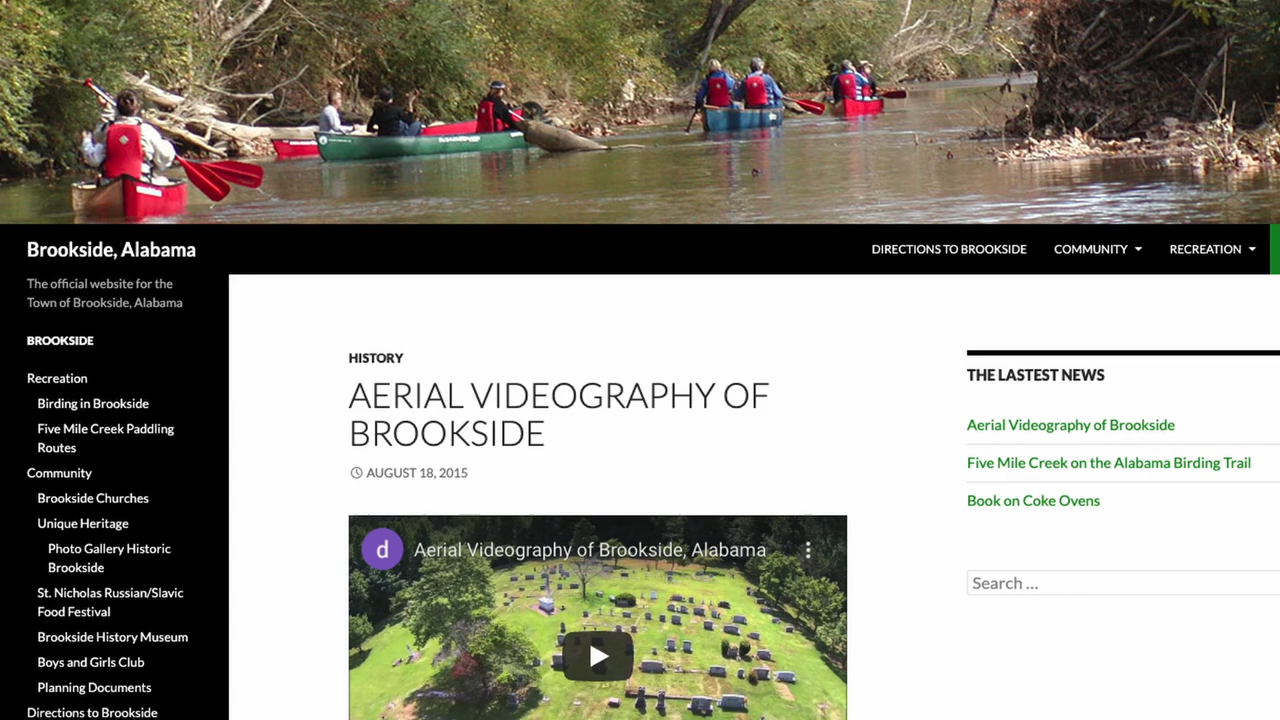 Brookside, Alabama
DIRECTIONS TO BROOKSIDE
COMMUNITY
RECREATION
The official website for the
Town of Brookside, Alabama
BROOKSIDE
Recreation
Birding in Brookside
Five Mile Creek Paddling
Routes
Community
Brookside Churches
Unique Heritage
Photo Gallery Historic
Brookside
St. Nicholas Russian/Slavic
Food Festival
Brookside History Museum
Boys and Girls Club
Planning Documents
Directions to Brookside
HISTORY
AERIAL VIDEOGRAPHY OF
BROOKSIDE
AUGUST 18, 2015
d
Aerial Videography of Brookside, Alabama
THE LASTEST NEWS
Aerial Videography of Brookside
Five Mile Creek on the Alabama Birding Trail
Book on Coke Ovens
Search ...